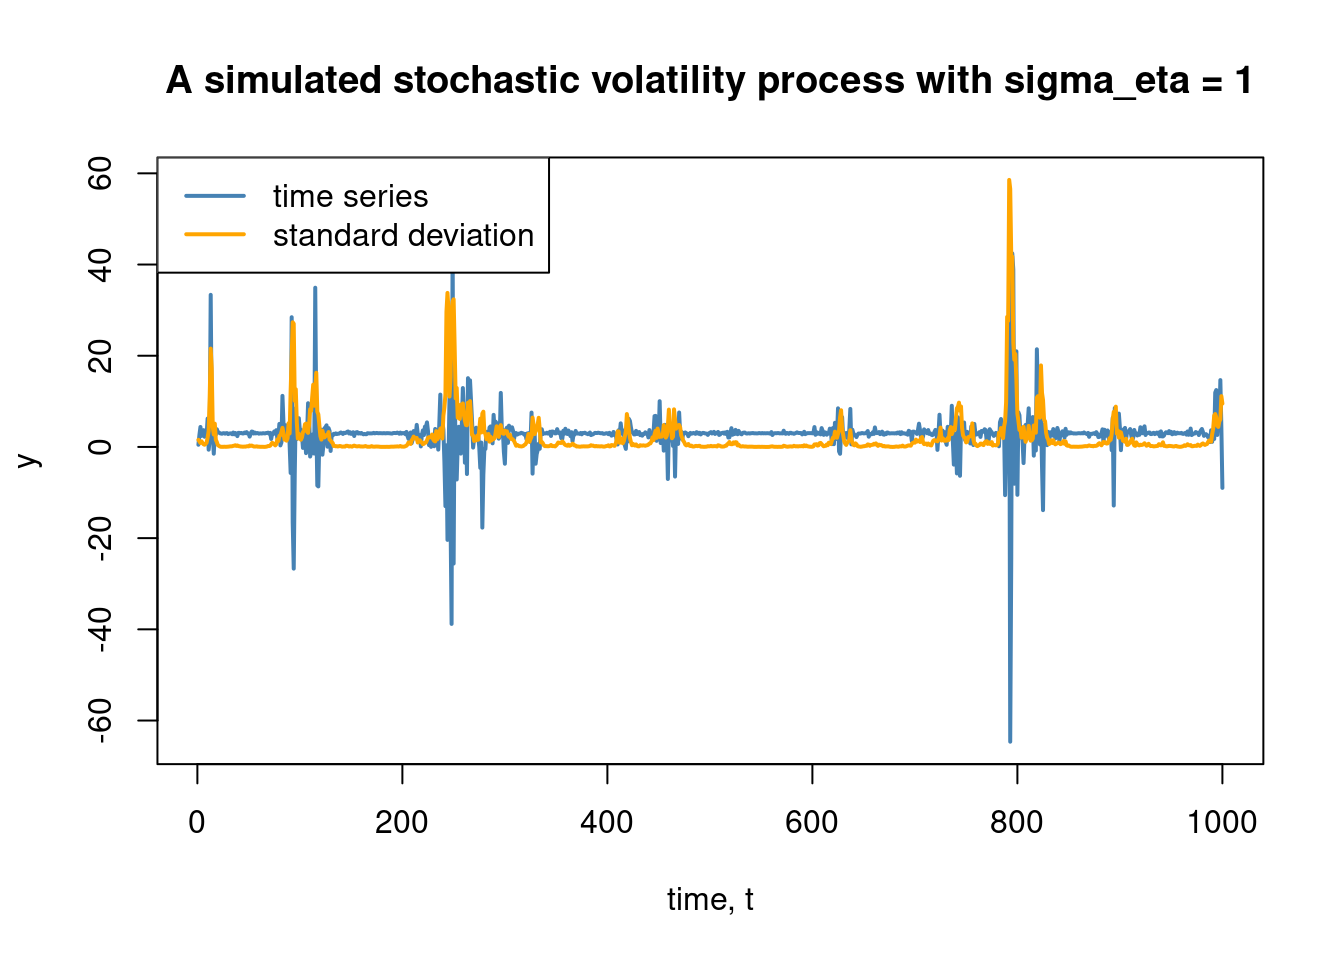 A simulated stochastic volatility process with sigma_eta = 1
time series
standard deviation
60
40
20
0
-20
-40
-60
y
0 200 400 600 800 1000
time, t